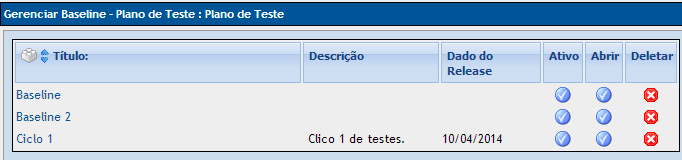 Gerenciar Baseline - Plano de Teste : Plano de Teste
Título: Descrição Dado do Release Ativo Abrir Deletar
Baseline
Baseline 2
Ciclo 1 Clico 1 de testes. 10/04/2014